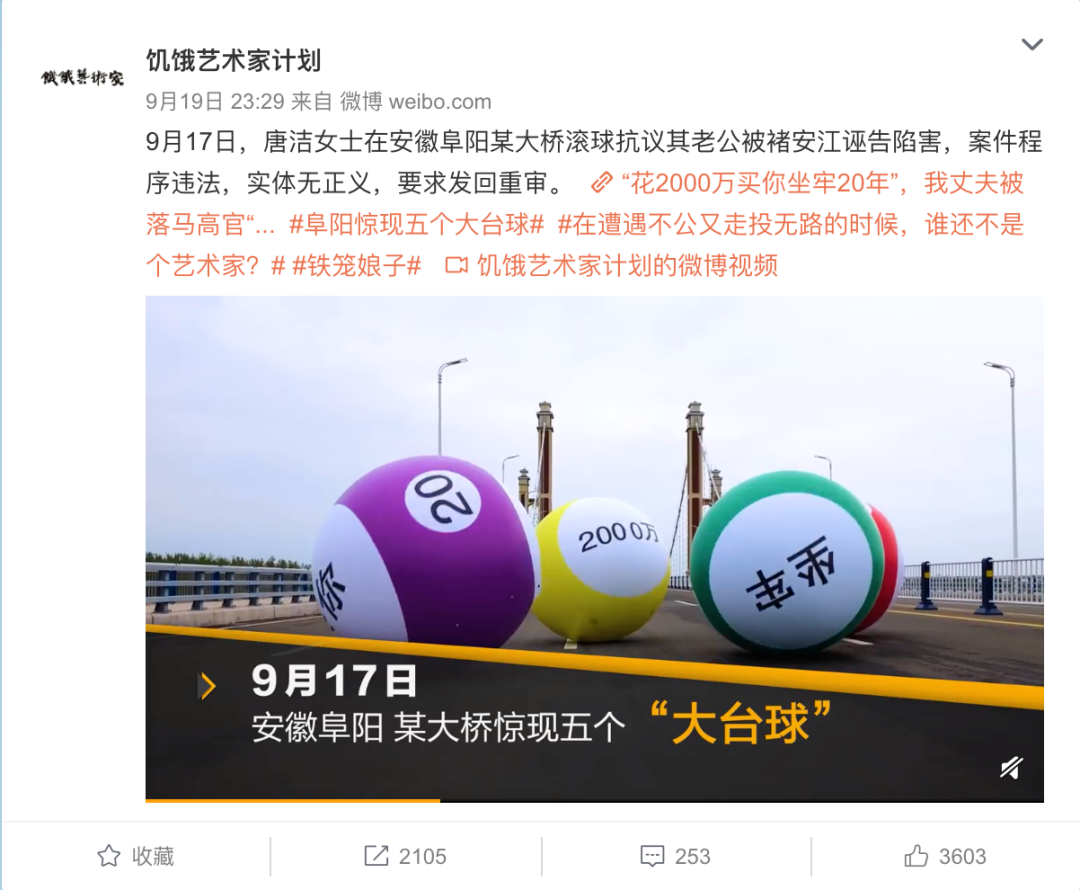 饥饿艺术家计划
9月19日 23:29 来自 微博 weibo.com
9月17日，唐洁女士在安徽阜阳某大桥滚球抗议其老公被褚安江诬告陷害，案件程
序违法，实体无正义，要求发回重审。 “花2000万买你坐牢20年”，我丈夫被
落马高官“... #阜阳惊现五个大台球# #在遭遇不公又走投无路的时候，谁还不是
个艺术家？# #铁笼娘子# 饥饿艺术家计划的微博视频
餓藝術家
20
你
2000万
坐牢
9月17日
安徽阜阳 某大桥惊现五个 “大台球”
收藏
2105
253
3603